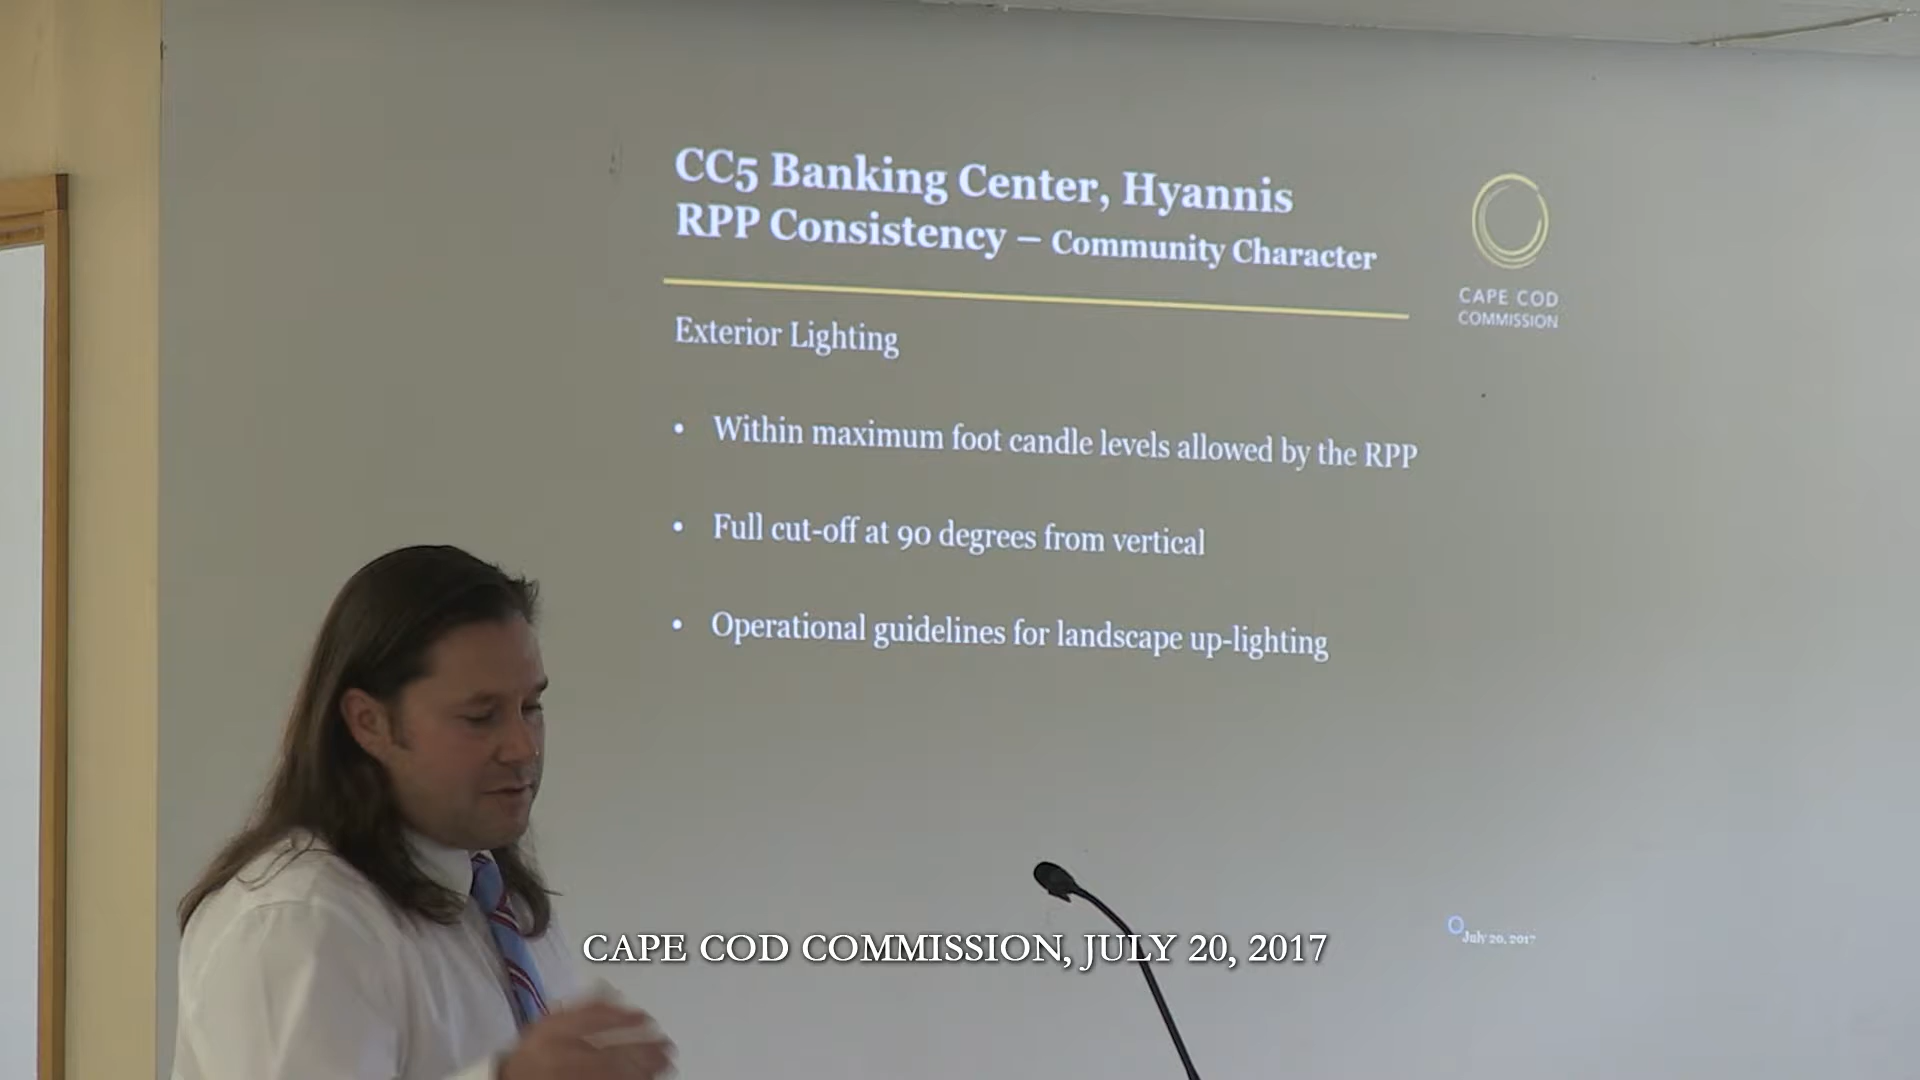 CC5 Banking Center, Hyannis
RPP Consistency – Community Character
CAPE COD
COMMISSION
Exterior Lighting
• Within maximum foot candle levels allowed by the RPP
• Full cut-off at 90 degrees from vertical
• Operational guidelines for landscape up-lighting
July 20, 2017
CAPE COD COMMISSION, JULY 20, 2017